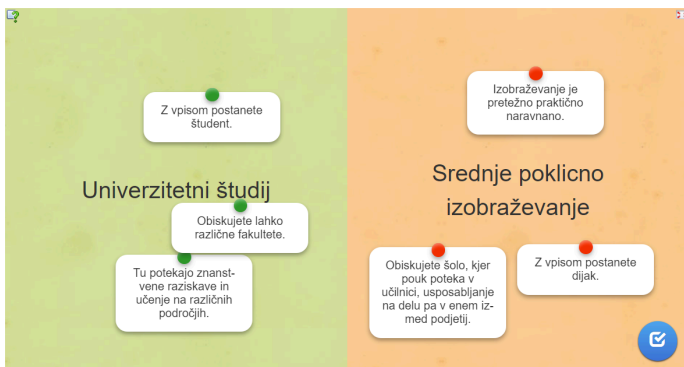 Z vpisom postanete
študent.
Univerzitetni študij
Obiskujete lahko
različne fakultete.
Tu potekajo znanst-
vene raziskave in
učenje na različnih
področjih.
Izobraževanje je
pretežno praktično
naravnano.
Srednje poklicno
izobraževanje
Obiskujete šolo, kjer
pouk poteka v
učilnici, usposabljanje
na delu pa v enem iz-
med podjetij.
Z vpisom postanete
dijak.